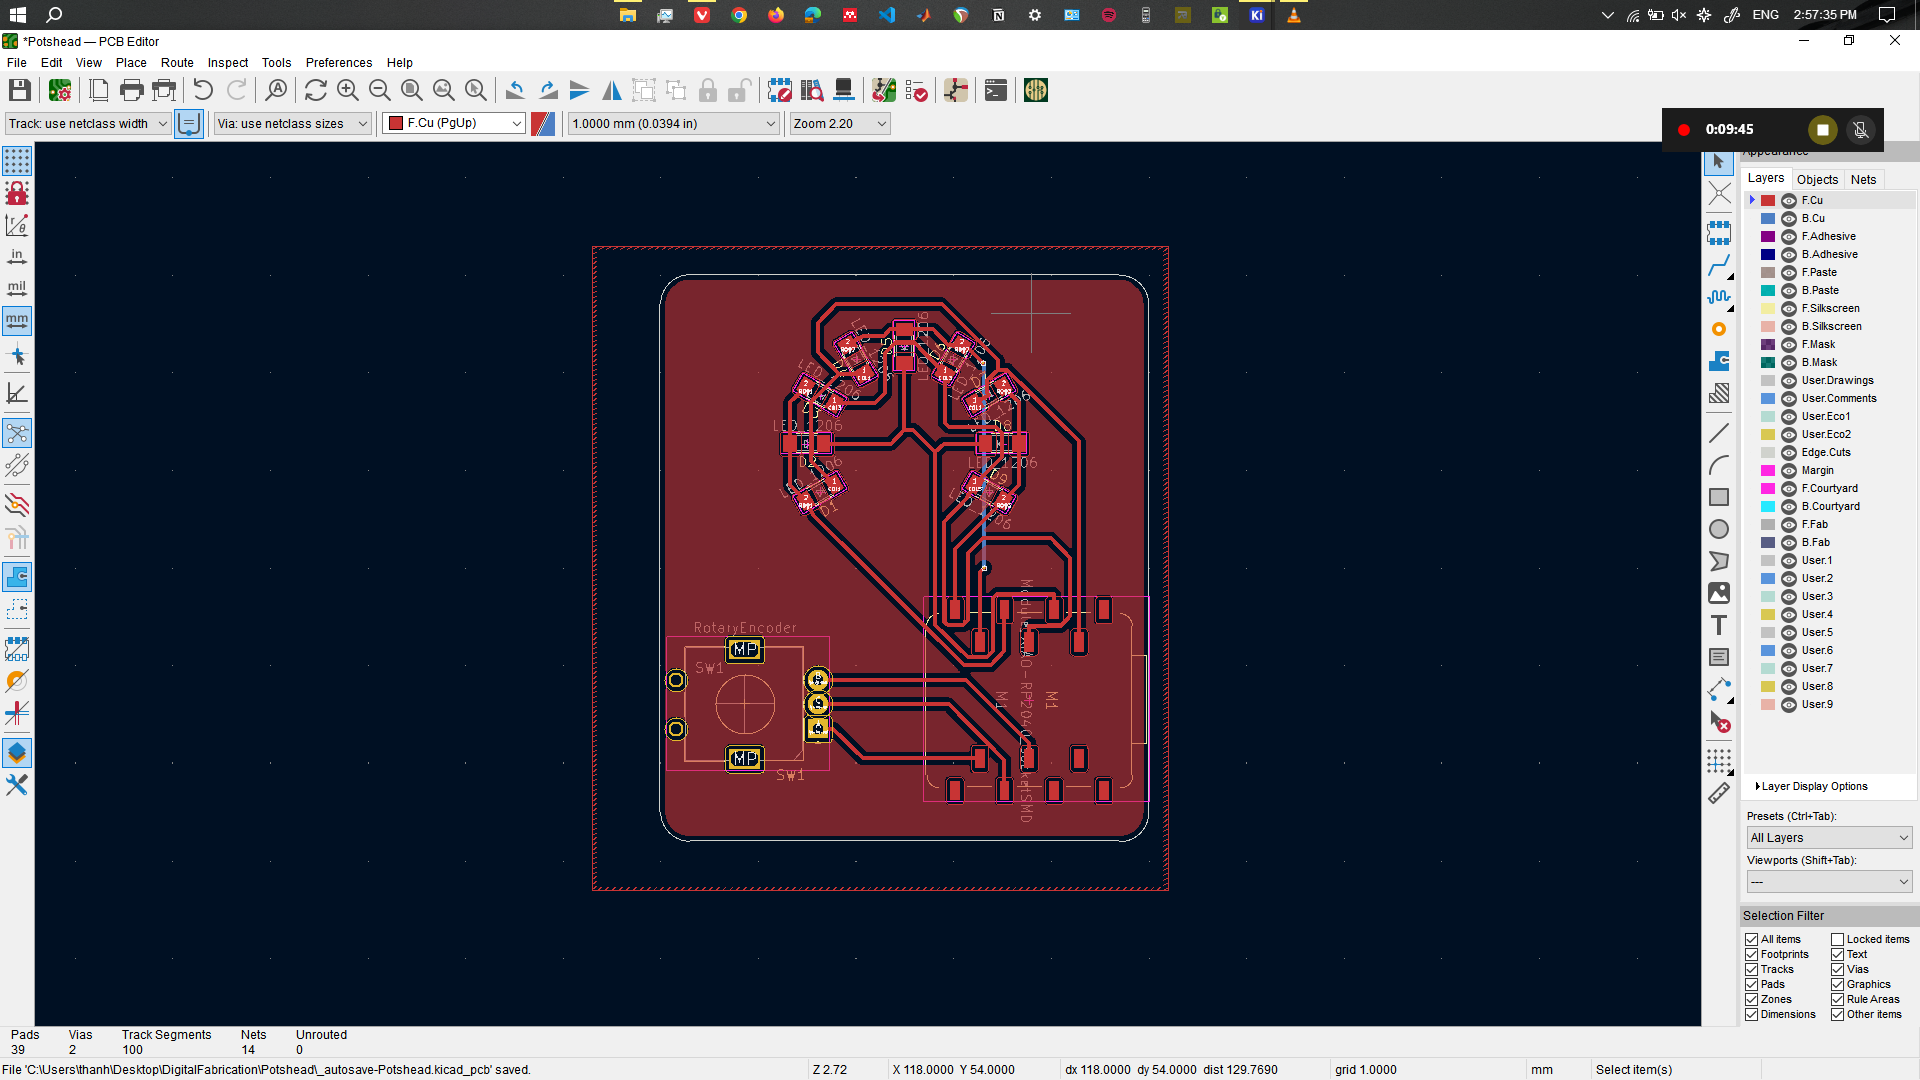 ENG
2:57:35 PM
*Potshead — PCB Editor
File Edit View Place Route Inspect Tools Preferences Help
Track: use netclass width
Via: use netclass sizes
F.Cu (PgUp)
1.0000 mm (0.0394 in)
Zoom 2.20
0:09:45
Appearance
Layers Objects Nets
F.Cu
B.Cu
F.Adhesive
B.Adhesive
F.Paste
B.Paste
F.Silkscreen
B.Silkscreen
F.Mask
B.Mask
User.Drawings
User.Comments
User.Eco1
User.Eco2
Edge.Cuts
Margin
F.Courtyard
B.Courtyard
F.Fab
B.Fab
User.1
User.2
User.3
User.4
User.5
User.6
User.7
User.8
User.9
Layer Display Options
Presets (Ctrl+Tab):
All Layers
Viewports (Shift+Tab):
---
Selection Filter
All items Locked items
Footprints Text
Tracks Vias
Pads Graphics
Zones Rule Areas
Dimensions Other items
in
mil
mm
LED_1206
D8
D2
LED_1206
D9
D1
RotaryEncoder
MP
SW1
MP
SW1
M1
M1
Pads Vias Track Segments Nets Unrouted
39 2 100 14 0
File 'C:\Users\thanh\Desktop\DigitalFabrication\Potshead\_autosave-Potshead.kicad_pcb' saved.
Z 2.72
X 118.0000 Y 54.0000
dx 118.0000 dy 54.0000 dist 129.7690
grid 1.0000
mm
Select item(s)